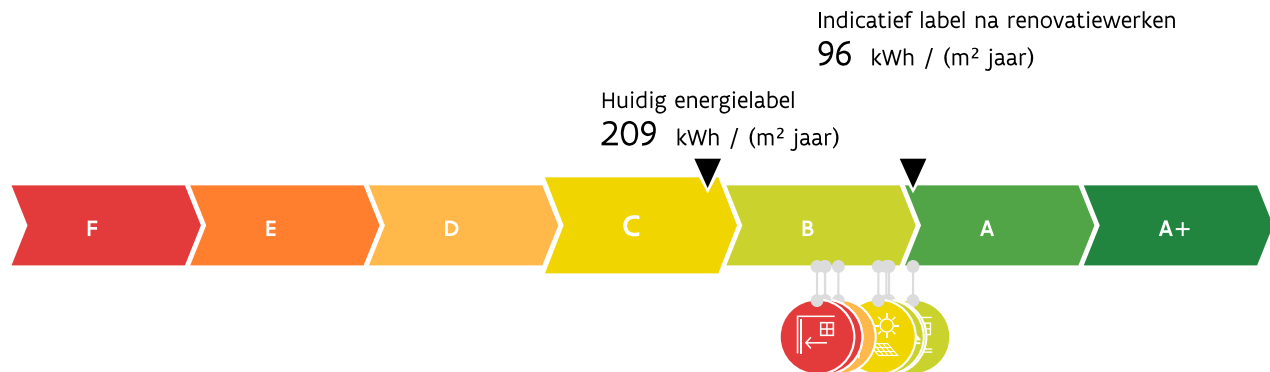 Indicatief label na renovatiewerken
96 kWh / (m² jaar)
Huidig energielabel
209 kWh / (m² jaar)
F E D C B A A+